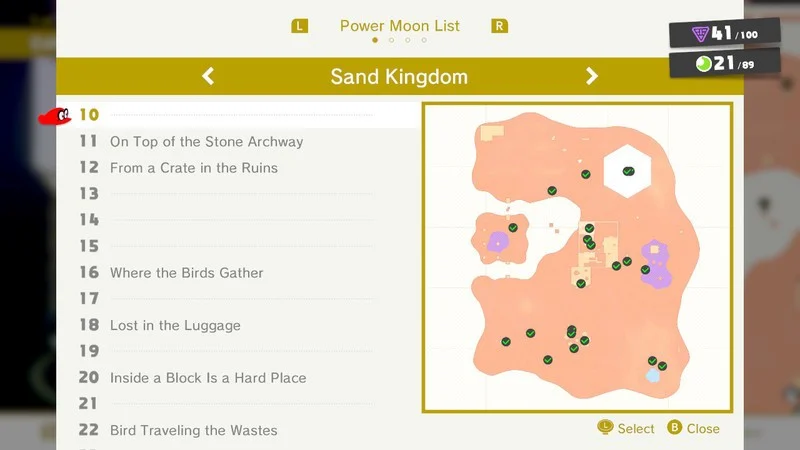 L Power Moon List R
41/100
21/89
Sand Kingdom
10
11 On Top of the Stone Archway
12 From a Crate in the Ruins
13
14
15
16 Where the Birds Gather
17
18 Lost in the Luggage
19
20 Inside a Block Is a Hard Place
21
22 Bird Traveling the Wastes
L Select B Close